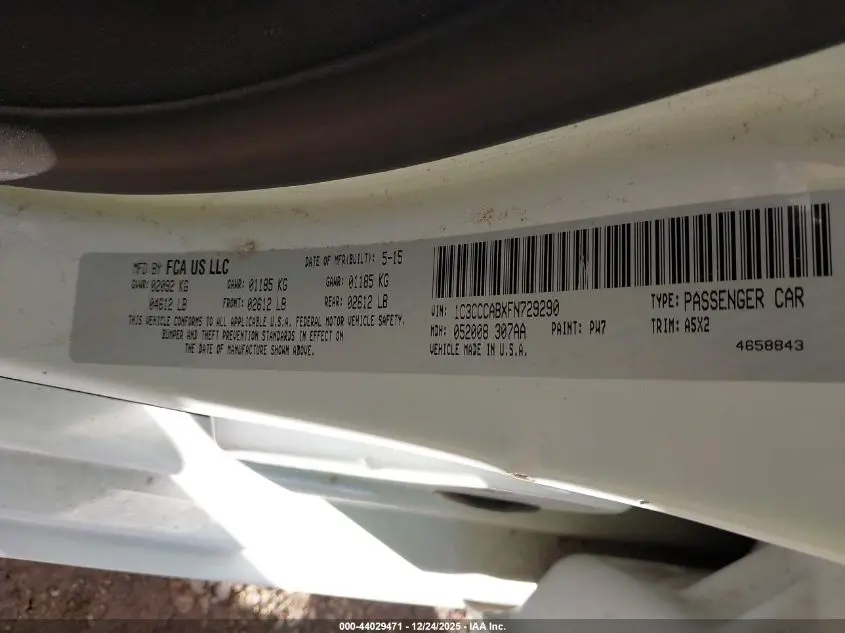 MFD BY FCA US LLC
DATE OF MFR(BUILT): 5-15
GVWR: 02092 KG GAWR: 01185 KG GAWR: 01185 KG
04612 LB FRONT: 02612 LB REAR: 02612 LB
THIS VEHICLE CONFORMS TO ALL APPLICABLE U.S.A. FEDERAL MOTOR VEHICLE SAFETY,
BUMPER AND THEFT PREVENTION STANDARDS IN EFFECT ON
THE DATE OF MANUFACTURE SHOWN ABOVE.
VIN: 1C3CCCABXFN729290
TYPE: PASSENGER CAR
MDH: 052008 307AA PAINT: PW7 TRIM: A5X2
VEHICLE MADE IN U.S.A.
4658843
000-44029471 - 12/24/2025 - IAA Inc.